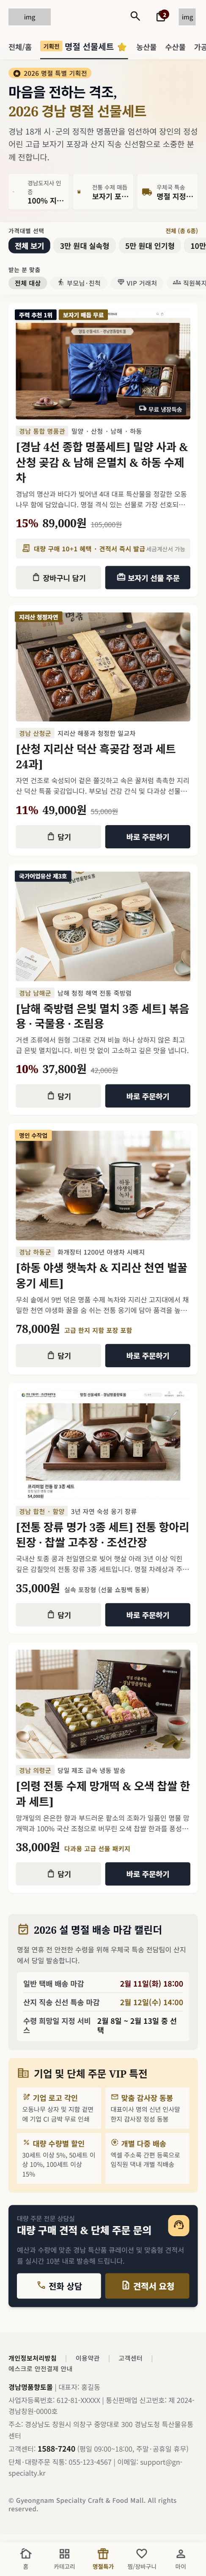 img
2
img
전체/홈
기획전 명절 선물세트
농산물
수산물
가공
2026 명절 특별 기획전
마음을 전하는 격조,
2026 경남 명절 선물세트
경남 18개 시·군의 정직한 명품만을 엄선하여 장인의 정성
어린 고급 보자기 포장과 산지 직송 신선함으로 소중한 분
께 전합니다.
경남도지사 인증
100% 지…
전통 수제 매듭
보자기 포…
우체국 특송
명절 지정…
가격대별 선택
전체 (총 6종)
전체 보기
3만 원대 실속형
5만 원대 인기형
10만
받는 분 맞춤
전체 대상
부모님·친척
VIP 거래처
직원복지
주력 추천 1위
보자기 매듭 무료
무료 냉장특송
경남 통합 명품관
밀양 · 산청 · 남해 · 하동
[경남 4선 종합 명품세트] 밀양 사과 &
산청 곶감 & 남해 은멸치 & 하동 수제
차
경남의 명산과 바다가 빚어낸 4대 대표 특산물을 정갈한 오동
나무 함에 담았습니다. 명절 격식 있는 선물로 가장 선호되…
15% 89,000원 105,000원
대량 구매 10+1 혜택 · 견적서 즉시 발급
세금계산서 가능
장바구니 담기
보자기 선물 주문
지리산 청정자연
경남 산청군
지리산 해풍과 청정한 일교차
[산청 지리산 덕산 흑곶감 정과 세트
24과]
자연 건조로 숙성되어 겉은 쫄깃하고 속은 꿀처럼 촉촉한 지리
산 덕산 특품 곶감입니다. 부모님 건강 간식 및 다과상 선물…
11% 49,000원 55,000원
담기
바로 주문하기
국가어업유산 제3호
경남 남해군
남해 청정 해역 전통 죽방렴
[남해 죽방렴 은빛 멸치 3종 세트] 볶음
용 · 국물용 · 조림용
거센 조류에서 원형 그대로 건져 비늘 하나 상하지 않은 최고
급 은빛 멸치입니다. 비린 맛 없이 고소하고 깊은 맛을 냅니다.
10% 37,800원 42,000원
담기
바로 주문하기
명인 수작업
경남 하동군
화개장터 1200년 야생차 시배지
[하동 야생 햇녹차 & 지리산 천연 벌꿀
옹기 세트]
무쇠 솥에서 9번 덖은 명품 수제 녹차와 지리산 고지대에서 채
밀한 천연 야생화 꿀을 숨 쉬는 전통 옹기에 담아 품격을 높…
78,000원 고급 한지 지함 포장 포함
담기
바로 주문하기
프리미엄 전통 장 3종 세트
경남 합천 · 함양
3년 자연 숙성 옹기 장류
[전통 장류 명가 3종 세트] 전통 항아리
된장 · 찹쌀 고추장 · 조선간장
국내산 토종 콩과 천일염으로 빚어 햇살 아래 3년 이상 익힌
깊은 감칠맛의 전통 장류 3종 세트입니다. 명절 차례상과 주…
35,000원 실속 포장형 (선물 쇼핑백 동봉)
담기
바로 주문하기
경남 의령군
당일 제조 급속 냉동 발송
[의령 전통 수제 망개떡 & 오색 찹쌀 한
과 세트]
망개잎의 은은한 향과 부드러운 팥소의 조화가 일품인 명물 망
개떡과 100% 국산 조청으로 버무린 오색 찹쌀 한과를 풍성…
38,000원 다과용 고급 선물 패키지
담기
바로 주문하기
2026 설 명절 배송 마감 캘린더
명절 연휴 전 안전한 수령을 위해 우체국 특송 전담팀이 산지
에서 당일 발송합니다.
일반 택배 배송 마감
2월 11일(화) 18:00
산지 직송 신선 특송 마감
2월 12일(수) 14:00
수령 희망일 지정 서비
스
2월 8일 ~ 2월 13일 중 선
택
기업 및 단체 주문 VIP 특전
기업 로고 각인
오동나무 상자 및 지함 겉면
에 기업 CI 금박 무료 인쇄
맞춤 감사장 동봉
대표이사 명의 신년 인사말
한지 감사장 정성 동봉
대량 수량별 할인
30세트 이상 5%, 50세트 이
상 10%, 100세트 이상
15%
개별 다중 배송
엑셀 주소록 간편 등록으로
임직원 댁내 개별 직배송
대량 주문 전문 상담실
대량 구매 견적 & 단체 주문 문의
예산과 수량에 맞춘 경남 특산품 큐레이션 및 맞춤형 견적서
를 실시간 10분 내로 발송해 드립니다.
전화 상담
견적서 요청
개인정보처리방침 | 이용약관 | 고객센터 |
에스크로 안전결제 안내
경남명품향토몰 | 대표자: 홍길동
사업자등록번호: 612-81-XXXXX | 통신판매업 신고번호: 제 2024-
경남창원-0000호
주소: 경상남도 창원시 의창구 중앙대로 300 경남도청 특산물유통
센터
고객센터: 1588-7240 (평일 09:00~18:00, 주말·공휴일 휴무)
단체·대량주문 직통: 055-123-4567 | 이메일: support@gn-
specialty.kr
© Gyeongnam Specialty Craft & Food Mall. All rights
reserved.
홈
카테고리
명절특가
찜/장바구니
마이